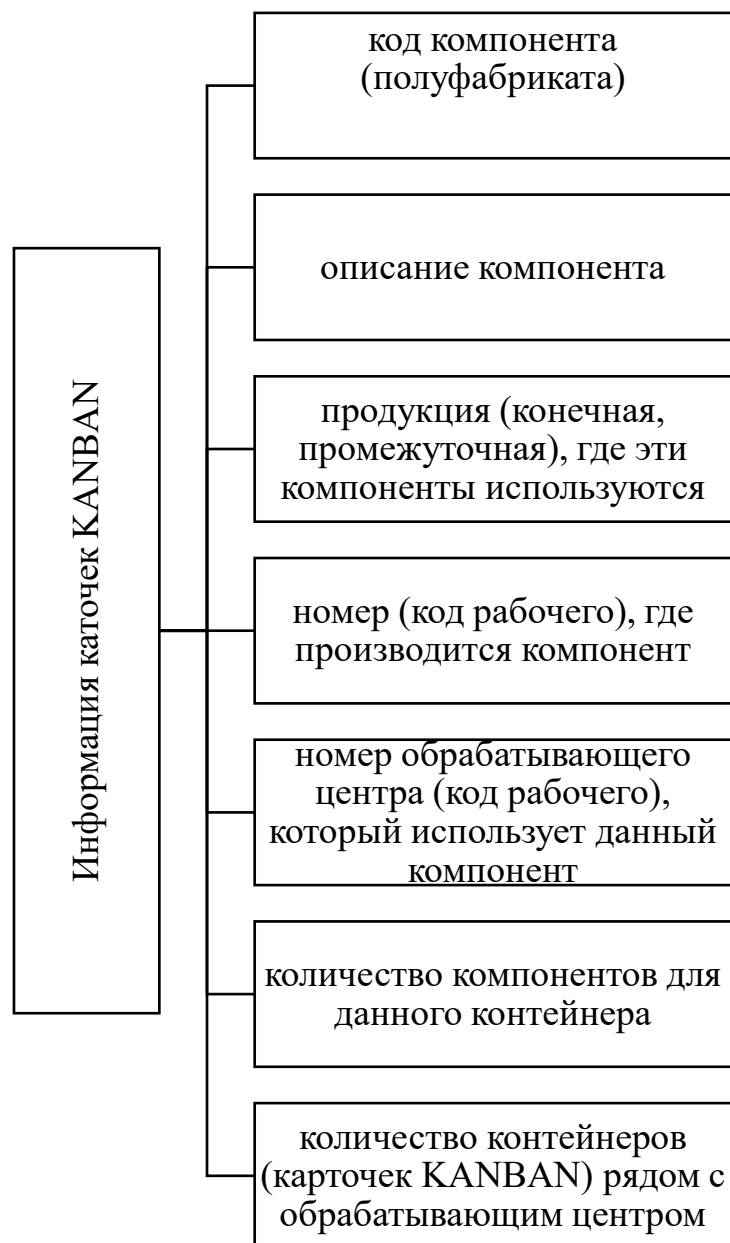 Информация каточек KANBAN
код компонента
(полуфабриката)
описание компонента
продукция (конечная,
промежуточная), где эти
компоненты используются
номер (код рабочего), где
производится компонент
номер обрабатывающего
центра (код рабочего),
который использует данный
компонент
количество компонентов для
данного контейнера
количество контейнеров
(карточек KANBAN) рядом с
обрабатывающим центром